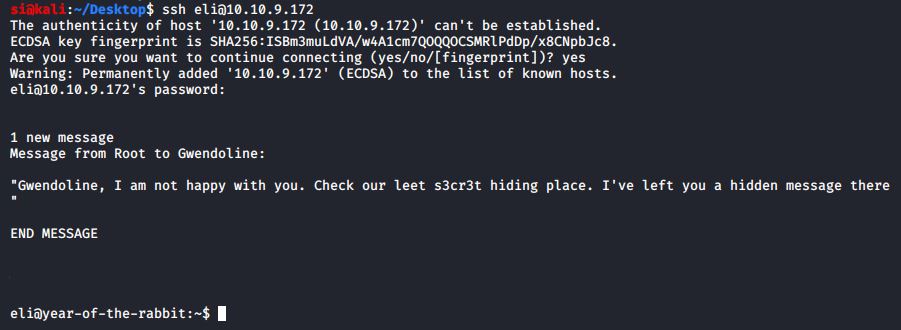 si@kali:~/Desktop$ ssh eli@10.10.9.172
The authenticity of host '10.10.9.172 (10.10.9.172)' can't be established.
ECDSA key fingerprint is SHA256:ISBm3muLdVA/w4A1cm7QOQQOCSMRlPdDp/x8CNpbJc8.
Are you sure you want to continue connecting (yes/no/[fingerprint])? yes
Warning: Permanently added '10.10.9.172' (ECDSA) to the list of known hosts.
eli@10.10.9.172's password:
1 new message
Message from Root to Gwendoline:
"Gwendoline, I am not happy with you. Check our leet s3cr3t hiding place. I've left you a hidden message there
"
END MESSAGE
eli@year-of-the-rabbit:~$